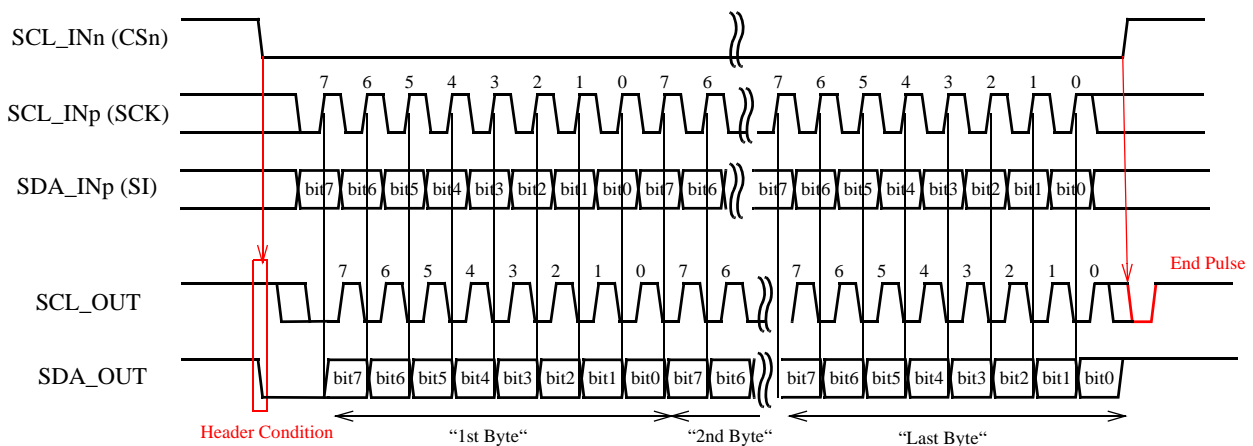 SCL_INn (CSn)
7 6 5 4 3 2 1 0 7 6 7 6 5 4 3 2 1 0
SCL_INp (SCK)
SDA_INp (SI)
bit7 bit6 bit5 bit4 bit3 bit2 bit1 bit0 bit7 bit6 bit7 bit6 bit5 bit4 bit3 bit2 bit1 bit0
7 6 5 4 3 2 1 0 7 6 7 6 5 4 3 2 1 0
End Pulse
SCL_OUT
SDA_OUT
bit7 bit6 bit5 bit4 bit3 bit2 bit1 bit0 bit7 bit6 bit7 bit6 bit5 bit4 bit3 bit2 bit1 bit0
Header Condition
“1st Byte“
“2nd Byte“
“Last Byte“